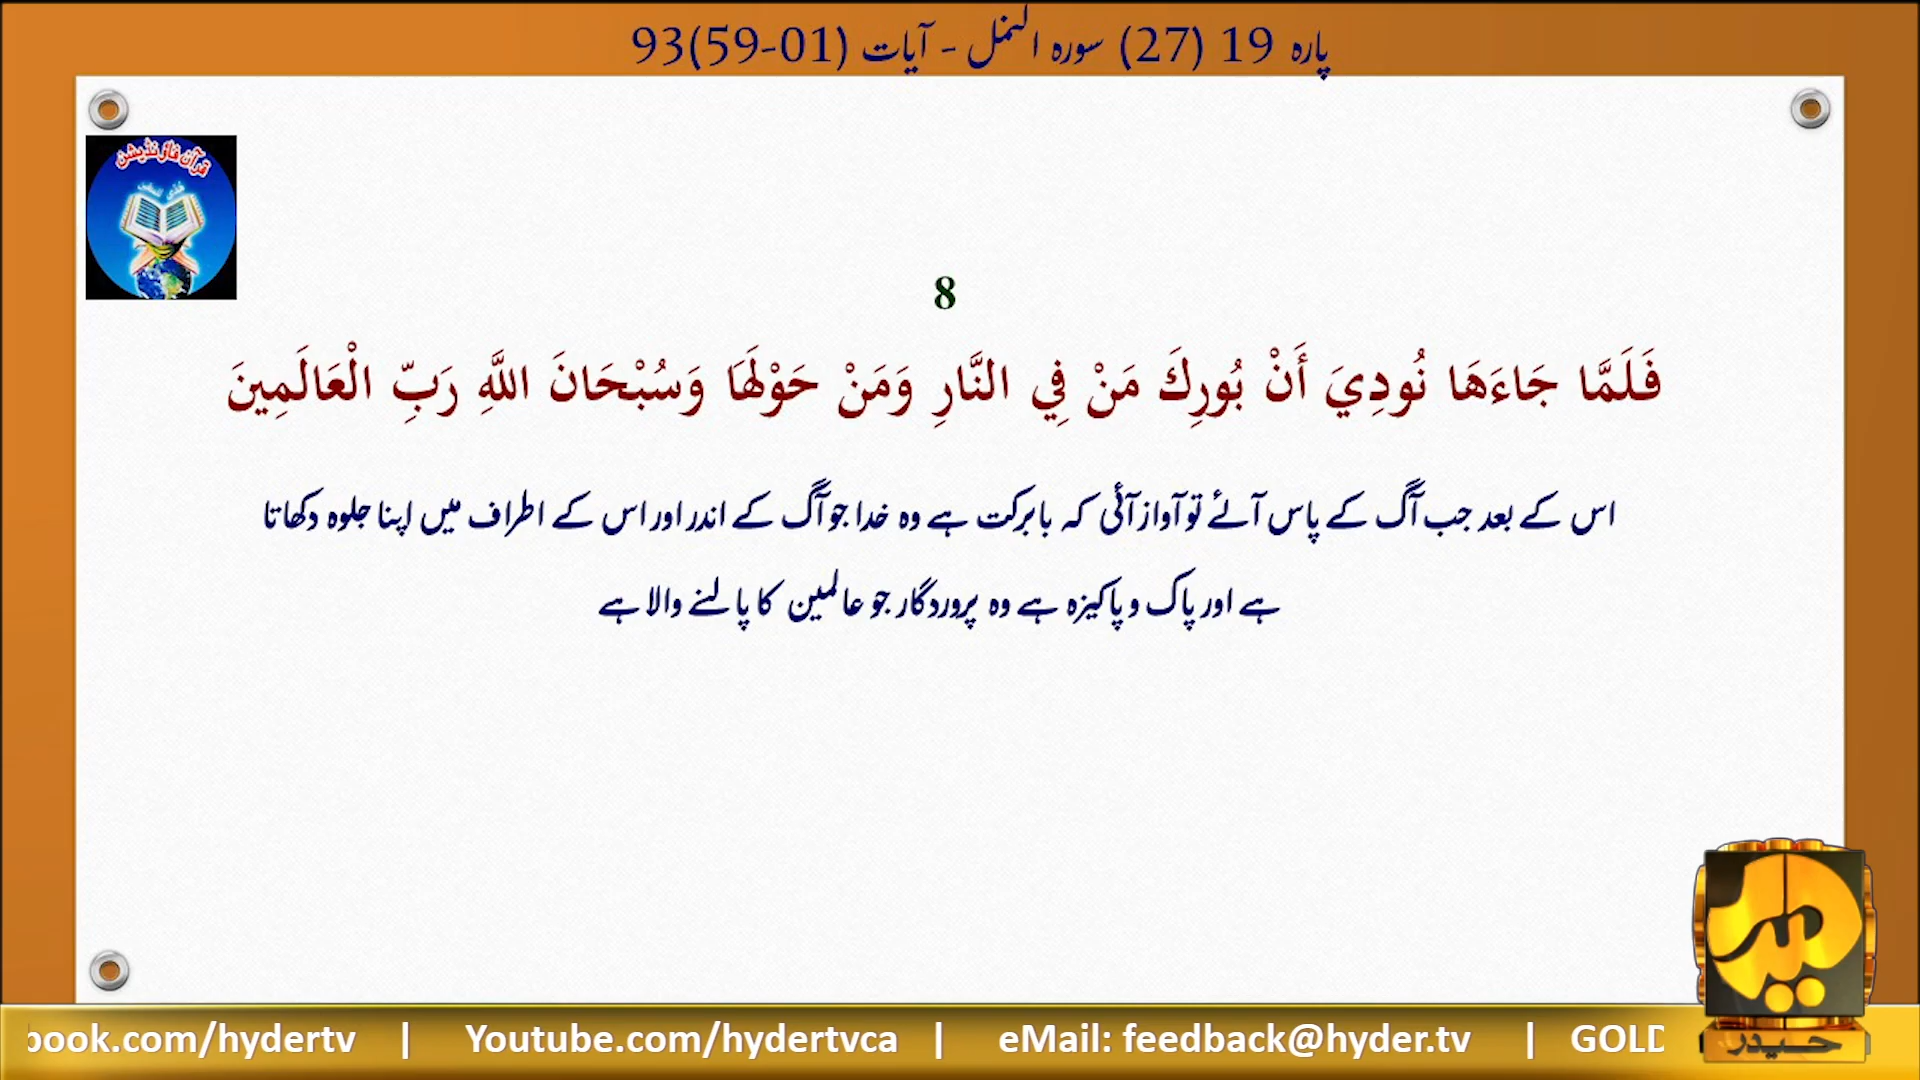 پارہ 19 (27) سورہ النمل - آیات (01-59)93
قرآن فاؤنڈیشن
8
فَلَمَّا جَاءَهَا نُودِيَ أَنْ بُورِكَ مَنْ فِي النَّارِ وَمَنْ حَوْلَهَا وَسُبْحَانَ اللَّهِ رَبِّ الْعَالَمِينَ
اس کے بعد جب آگ کے پاس آئے تو آواز آئی کہ بابرکت ہے وہ خدا جو آگ کے اندر اور اس کے اطراف میں اپنا جلوہ دکھاتا
ہے اور پاک و پاکیزہ ہے وہ پروردگار جو عالمین کا پالنے والا ہے
book.com/hydertv | Youtube.com/hydertvca | eMail: feedback@hyder.tv | GOLD
حیدر